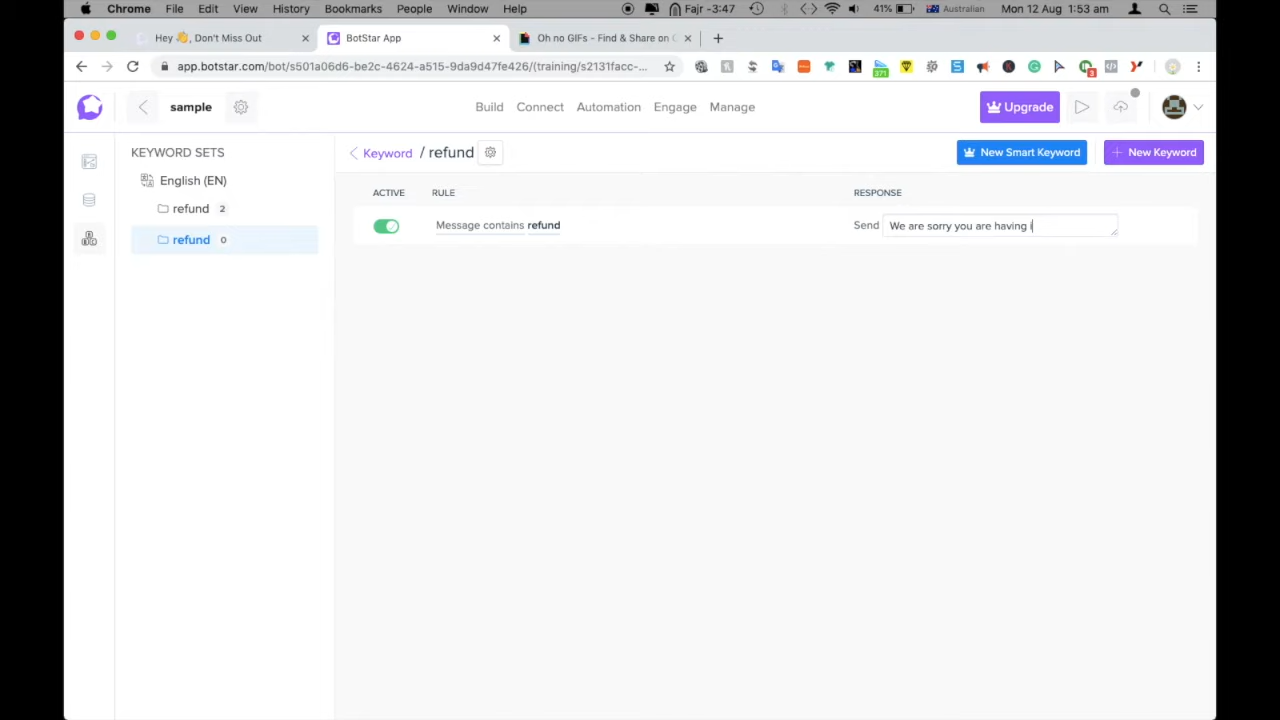 Chrome File Edit View History Bookmarks People Window Help Fajr -3:47 41% Australian Mon 12 Aug 1:53 am
Hey 👋, Don't Miss Out BotStar App Oh no GIFs - Find & Share on G
app.botstar.com/bot/s501a06d6-be2c-4624-a515-9da9d47fe426/(training/s2131facc-... 371 3
sample Build Connect Automation Engage Manage Upgrade
KEYWORD SETS
English (EN)
refund 2
refund 0
Keyword / refund New Smart Keyword New Keyword
ACTIVE RULE RESPONSE
Message contains refund Send We are sorry you are having i